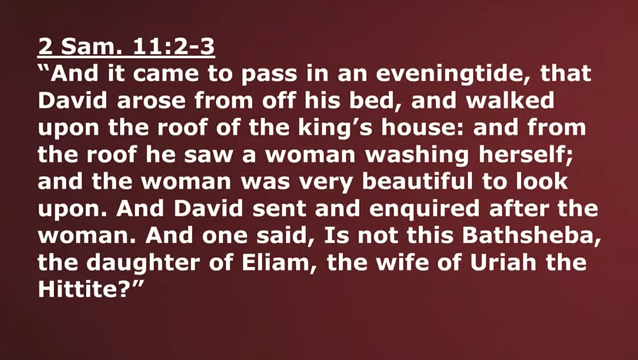 2 Sam. 11:2-3
“And it came to pass in an eveningtide, that
David arose from off his bed, and walked
upon the roof of the king’s house: and from
the roof he saw a woman washing herself;
and the woman was very beautiful to look
upon. And David sent and enquired after the
woman. And one said, Is not this Bathsheba,
the daughter of Eliam, the wife of Uriah the
Hittite?”